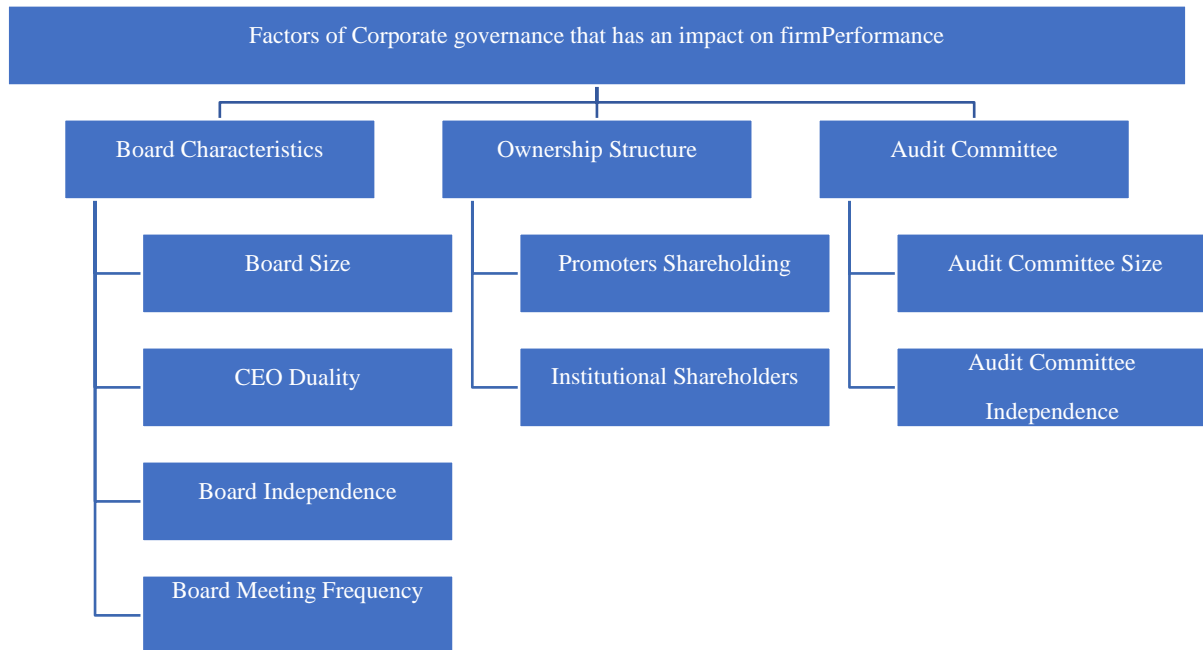 Factors of Corporate governance that has an impact on firmPerformance
Board Characteristics
Ownership Structure
Audit Committee
Board Size
Promoters Shareholding
Audit Committee Size
CEO Duality
Institutional Shareholders
Audit Committee
Independence
Board Independence
Board Meeting Frequency